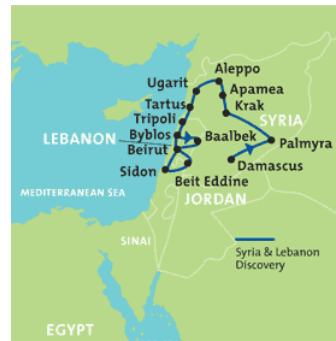 Aleppo
Ugarit
Apamea
Tartus
Krak
Tripoli
SYRIA
Byblos
LEBANON
Baalbek
Palmyra
Beirut
Damascus
Sidon
Beit Eddine
MEDITERRANEAN SEA
JORDAN
SINAI
Syria & Lebanon
Discovery
EGYPT